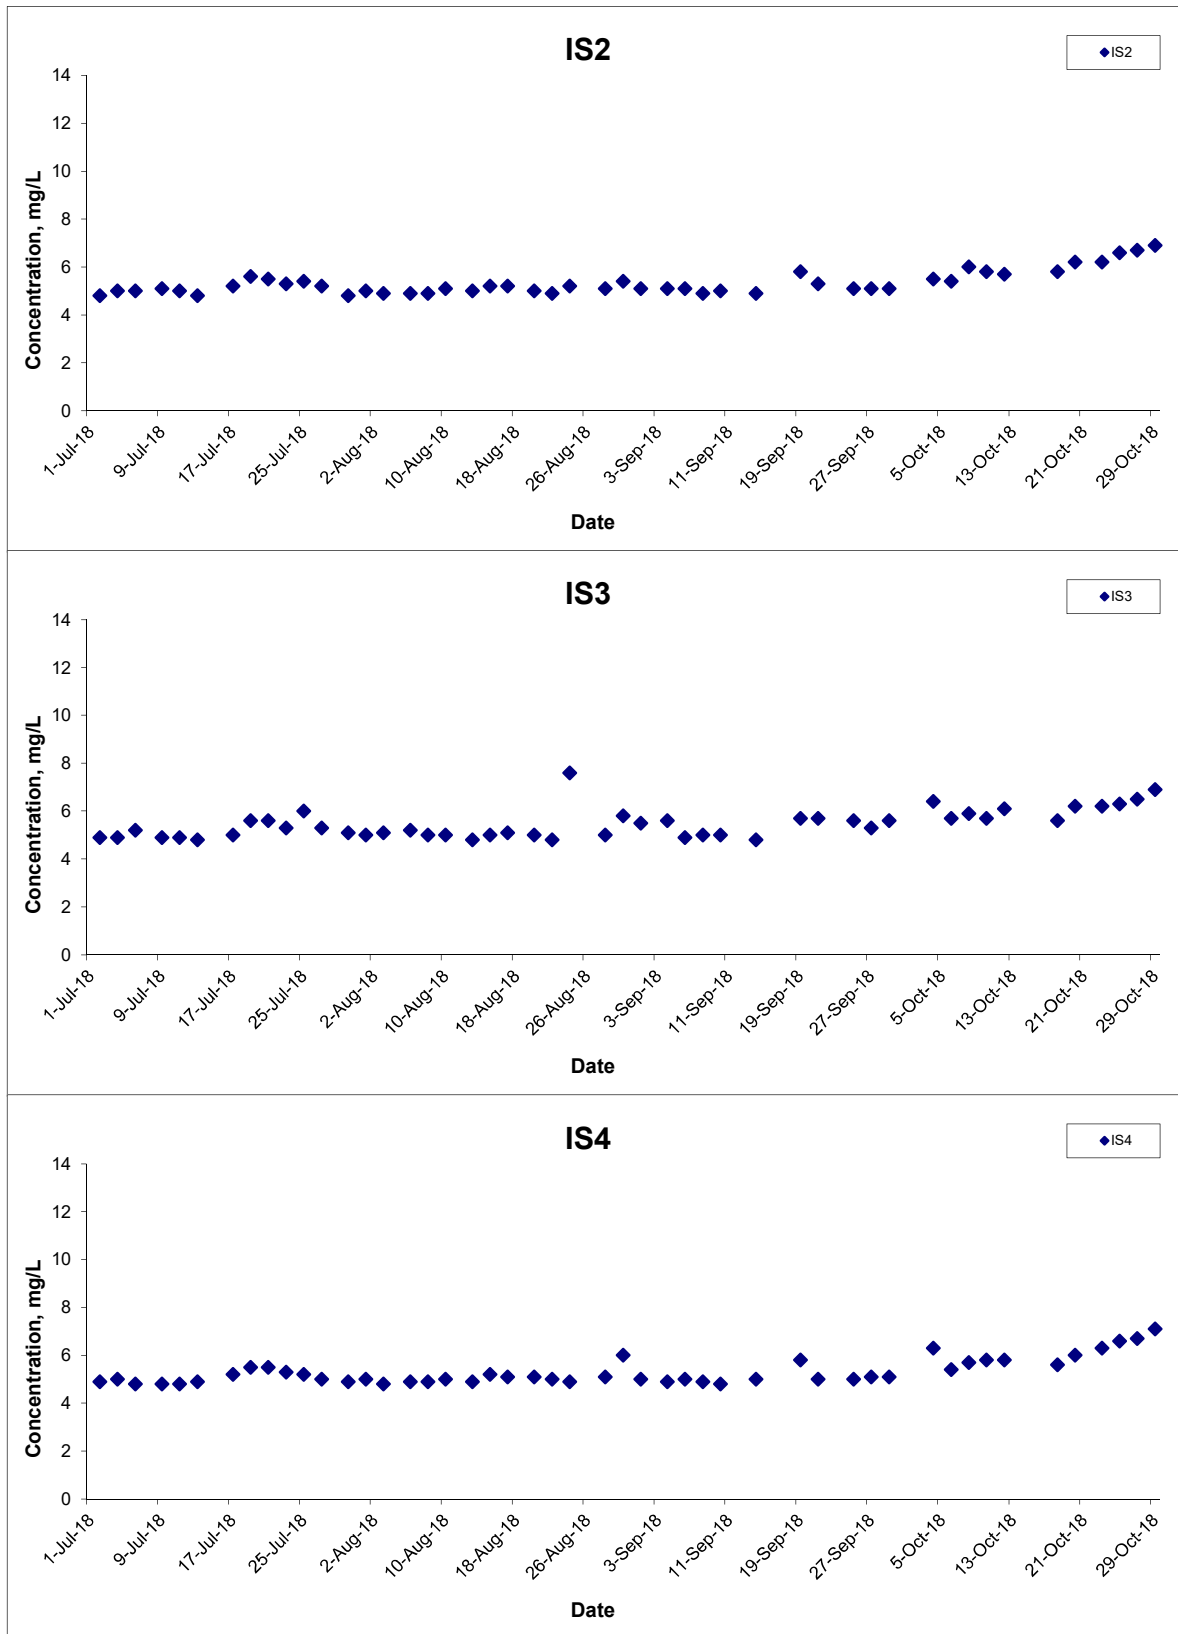 IS2
IS2
14
12
10
8
6
4
2
0
Concentration, mg/L
1-Jul-18
9-Jul-18
17-Jul-18
25-Jul-18
2-Aug-18
10-Aug-18
18-Aug-18
26-Aug-18
3-Sep-18
11-Sep-18
19-Sep-18
27-Sep-18
5-Oct-18
13-Oct-18
21-Oct-18
29-Oct-18
Date
IS3
IS3
14
12
10
8
6
4
2
0
Concentration, mg/L
1-Jul-18
9-Jul-18
17-Jul-18
25-Jul-18
2-Aug-18
10-Aug-18
18-Aug-18
26-Aug-18
3-Sep-18
11-Sep-18
19-Sep-18
27-Sep-18
5-Oct-18
13-Oct-18
21-Oct-18
29-Oct-18
Date
IS4
IS4
14
12
10
8
6
4
2
0
Concentration, mg/L
1-Jul-18
9-Jul-18
17-Jul-18
25-Jul-18
2-Aug-18
10-Aug-18
18-Aug-18
26-Aug-18
3-Sep-18
11-Sep-18
19-Sep-18
27-Sep-18
5-Oct-18
13-Oct-18
21-Oct-18
29-Oct-18
Date